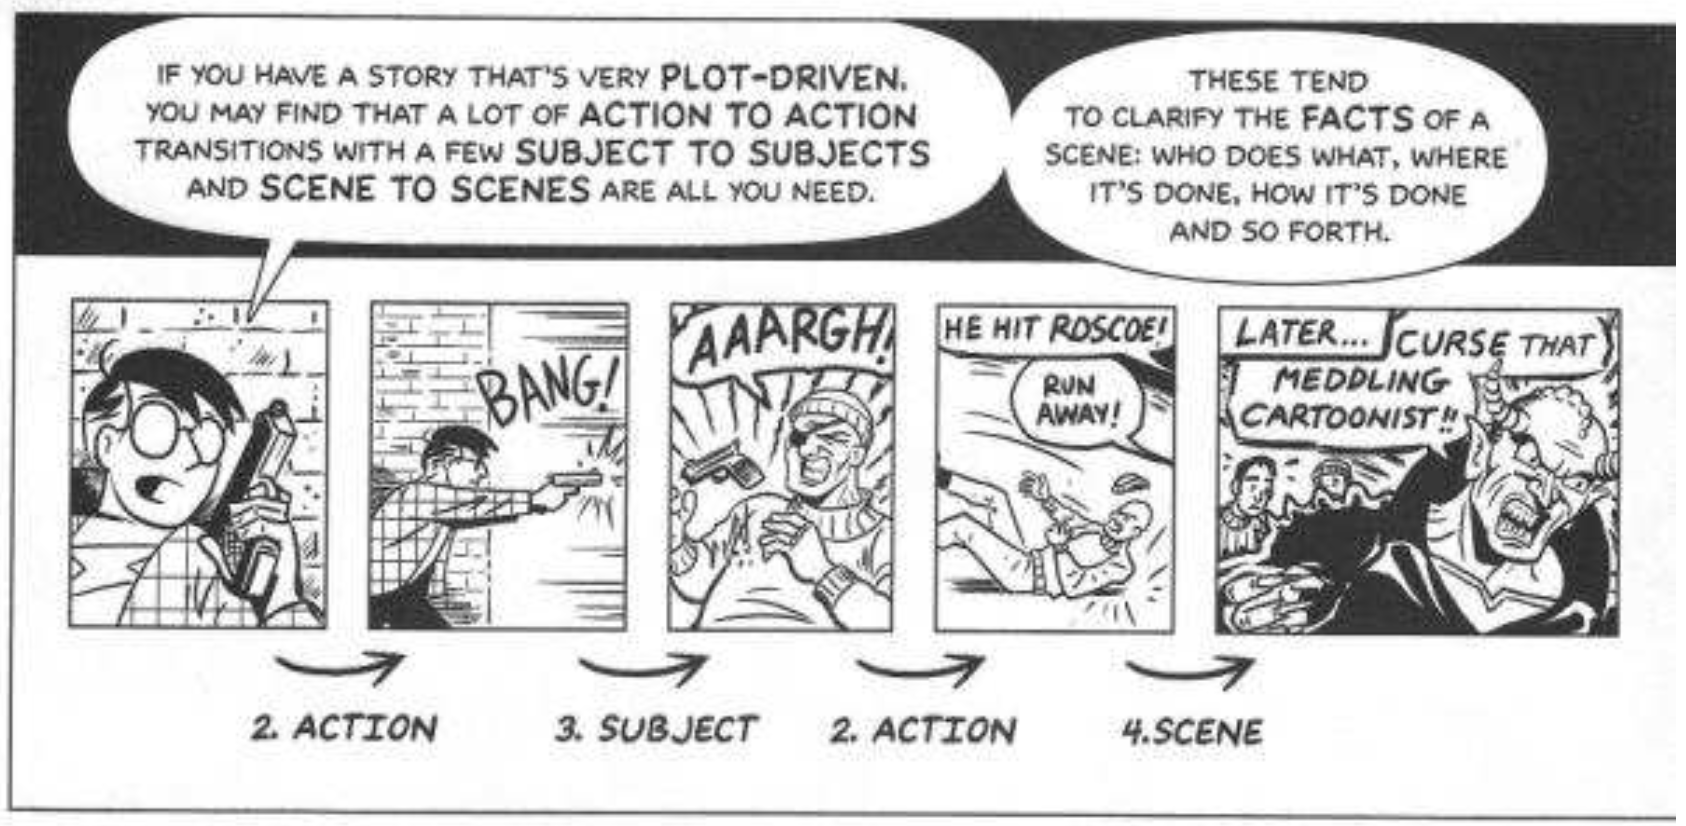 IF YOU HAVE A STORY THAT'S VERY PLOT-DRIVEN,
YOU MAY FIND THAT A LOT OF ACTION TO ACTION
TRANSITIONS WITH A FEW SUBJECT TO SUBJECTS
AND SCENE TO SCENES ARE ALL YOU NEED.
THESE TEND
TO CLARIFY THE FACTS OF A
SCENE: WHO DOES WHAT, WHERE
IT'S DONE, HOW IT'S DONE
AND SO FORTH.
BANG!
AAARGH!
HE HIT ROSCOE!
RUN
AWAY!
LATER...
CURSE THAT
MEDDLING
CARTOONIST!!
2. ACTION
3. SUBJECT
2. ACTION
4.SCENE